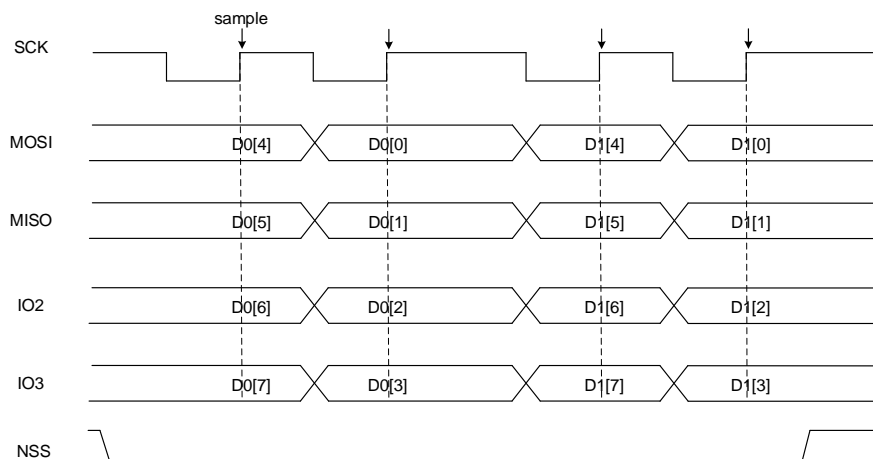 sample
SCK
MOSI D0[4] D0[0] D1[4] D1[0]
MISO D0[5] D0[1] D1[5] D1[1]
IO2 D0[6] D0[2] D1[6] D1[2]
IO3 D0[7] D0[3] D1[7] D1[3]
NSS